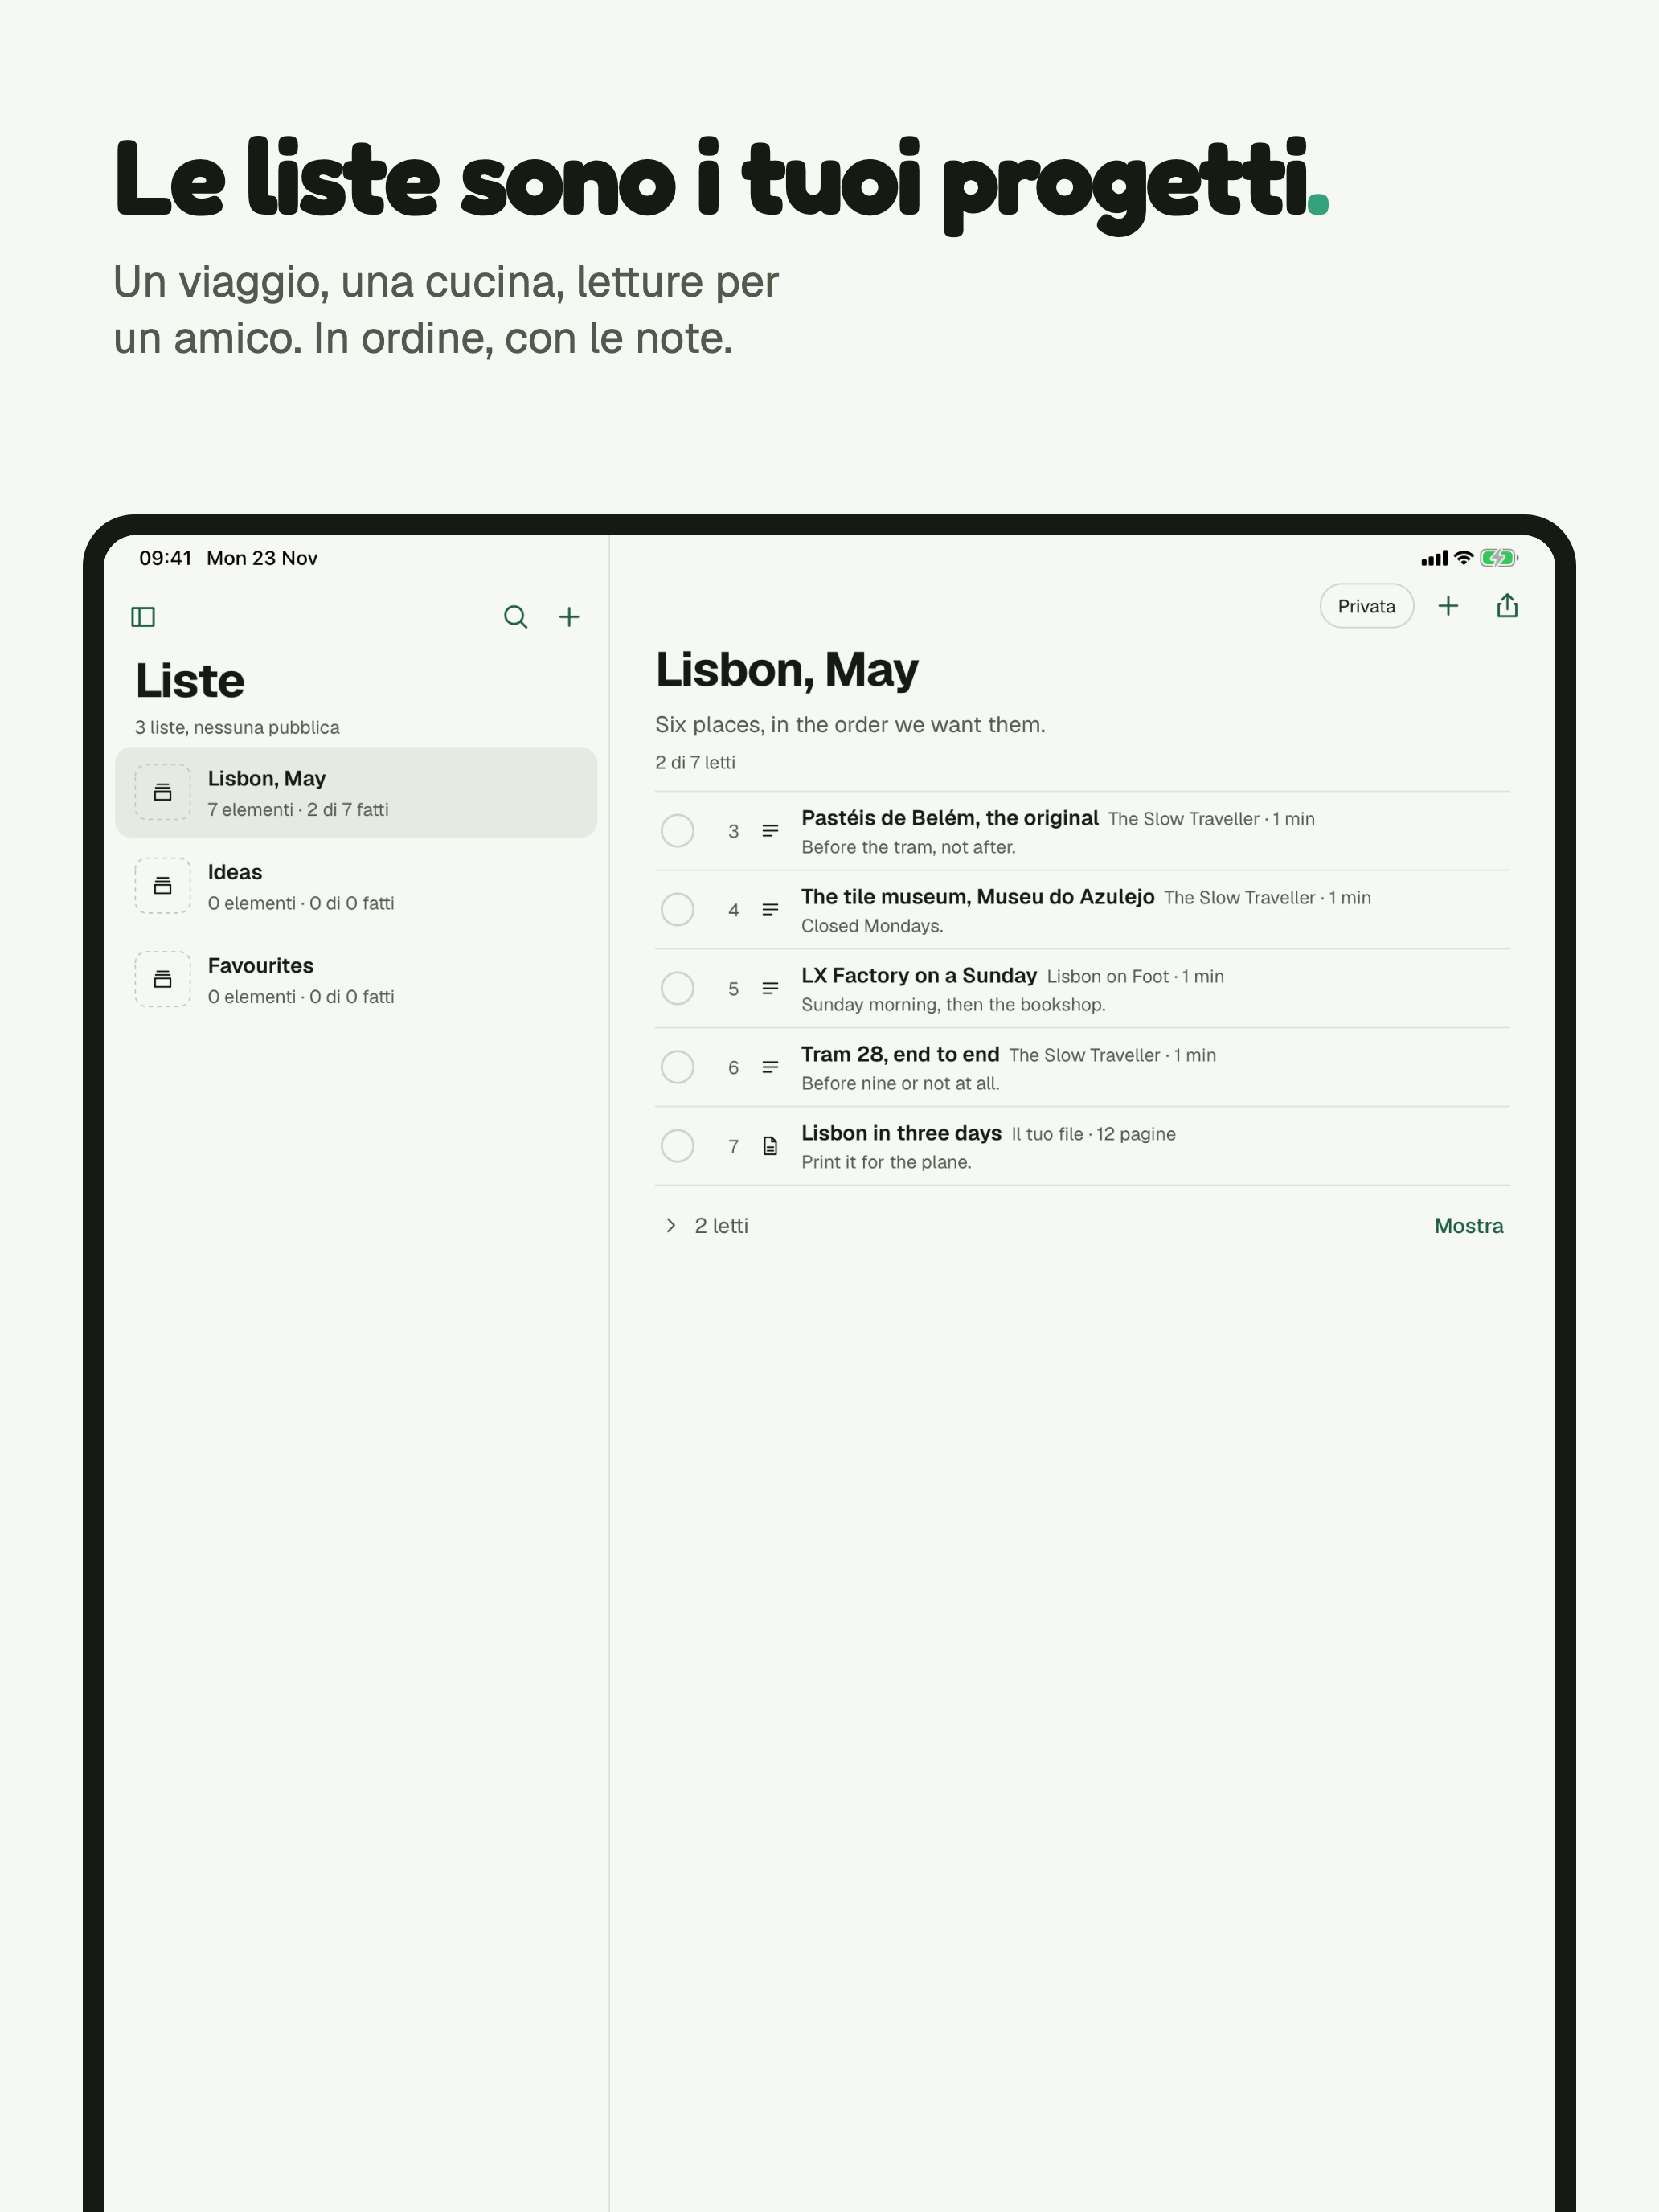 Le liste sono i tuoi progetti.
Un viaggio, una cucina, letture per
un amico. In ordine, con le note.
09:41 Mon 23 Nov
Liste
3 liste, nessuna pubblica
Lisbon, May
7 elementi · 2 di 7 fatti
Ideas
0 elementi · 0 di 0 fatti
Favourites
0 elementi · 0 di 0 fatti
Privata
Lisbon, May
Six places, in the order we want them.
2 di 7 letti
3 Pastéis de Belém, the original The Slow Traveller · 1 min
Before the tram, not after.
4 The tile museum, Museu do Azulejo The Slow Traveller · 1 min
Closed Mondays.
5 LX Factory on a Sunday Lisbon on Foot · 1 min
Sunday morning, then the bookshop.
6 Tram 28, end to end The Slow Traveller · 1 min
Before nine or not at all.
7 Lisbon in three days Il tuo file · 12 pagine
Print it for the plane.
2 letti Mostra